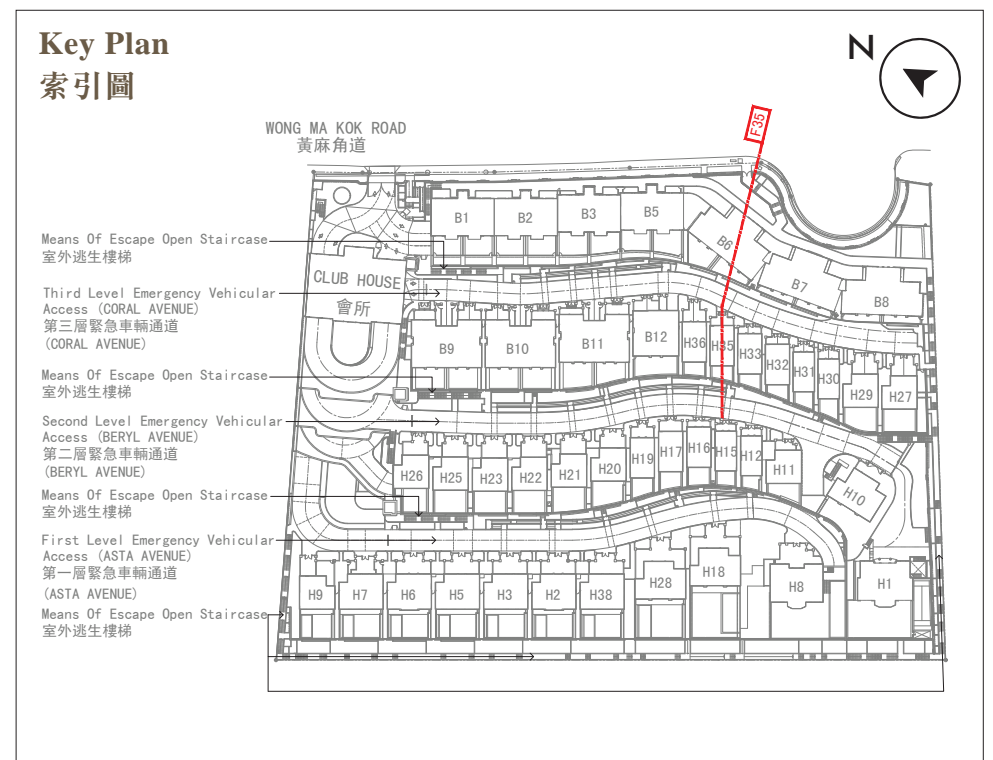 Key Plan
索引圖
N
WONG MA KOK ROAD
黃麻角道
F35
B1
B2
B3
B5
B6
B7
B8
Means Of Escape Open Staircase
室外逃生樓梯
CLUB HOUSE
會所
Third Level Emergency Vehicular
Access (CORAL AVENUE)
第三層緊急車輛通道
(CORAL AVENUE)
B9
B10
B11
B12
H36
H35
H33
H32
H31
H30
H29
H27
Means Of Escape Open Staircase
室外逃生樓梯
Second Level Emergency Vehicular
Access (BERYL AVENUE)
第二層緊急車輛通道
(BERYL AVENUE)
H26
H25
H23
H22
H21
H20
H19
H17
H16
H15
H12
H11
H10
Means Of Escape Open Staircase
室外逃生樓梯
First Level Emergency Vehicular
Access (ASTA AVENUE)
第一層緊急車輛通道
(ASTA AVENUE)
H9
H7
H6
H5
H3
H2
H38
H28
H18
H8
H1
Means Of Escape Open Staircase
室外逃生樓梯